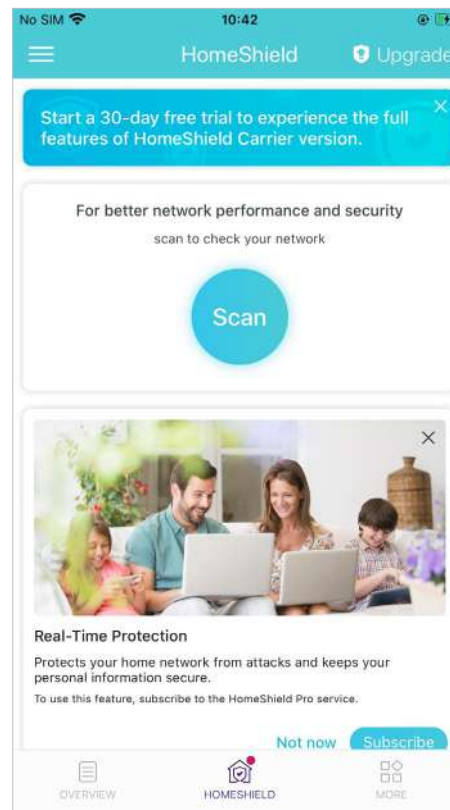 No SIM 10:42
HomeShield Upgrade
Start a 30-day free trial to experience the full
features of HomeShield Carrier version.
For better network performance and security
scan to check your network
Scan
Real-Time Protection
Protects your home network from attacks and keeps your
personal information secure.
To use this feature, subscribe to the HomeShield Pro service.
Not now Subscribe
OVERVIEW HOMESHIELD MORE